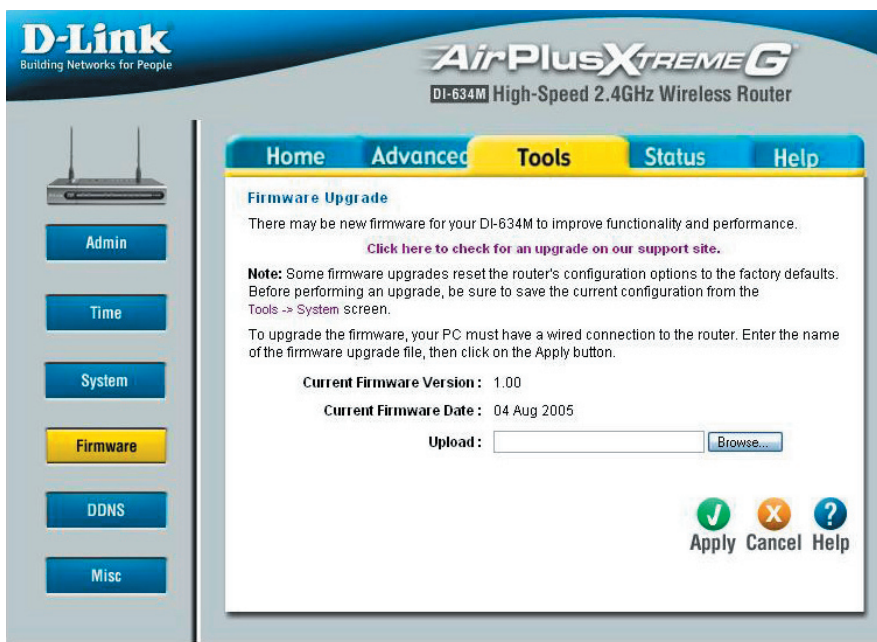 D-Link
Building Networks for People
AirPlusXTREMEG
DI-634M High-Speed 2.4GHz Wireless Router
Home Advanced Tools Status Help
Admin
Time
System
Firmware
DDNS
Misc
Firmware Upgrade
There may be new firmware for your DI-634M to improve functionality and performance.
Click here to check for an upgrade on our support site.
Note: Some firmware upgrades reset the router's configuration options to the factory defaults.
Before performing an upgrade, be sure to save the current configuration from the
Tools -> System screen.
To upgrade the firmware, your PC must have a wired connection to the router. Enter the name
of the firmware upgrade file, then click on the Apply button.
Current Firmware Version : 1.00
Current Firmware Date : 04 Aug 2005
Upload : Browse...
Apply Cancel Help